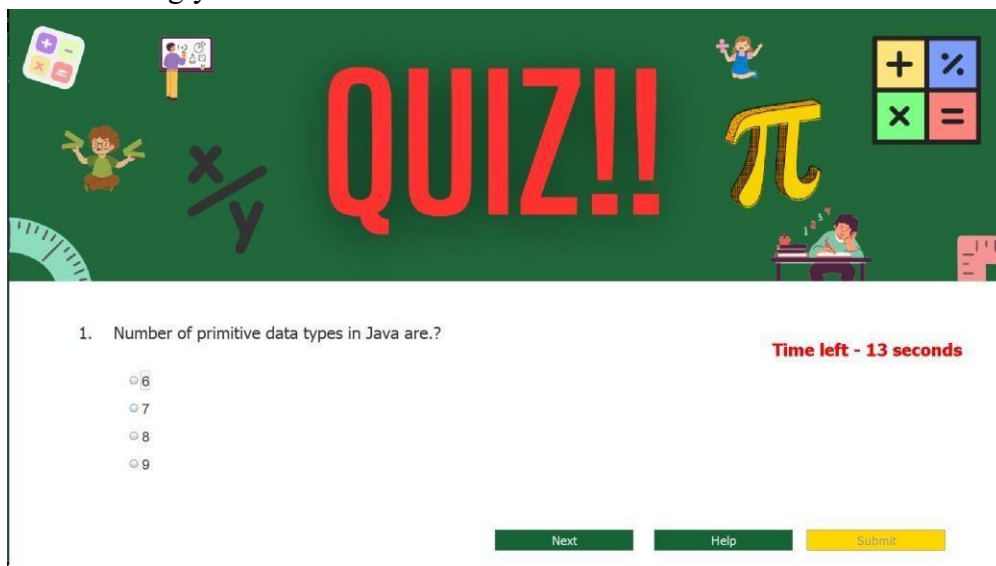 QUIZ!!
1. Number of primitive data types in Java are.?
Time left - 13 seconds
6
7
8
9
Next Help Submit